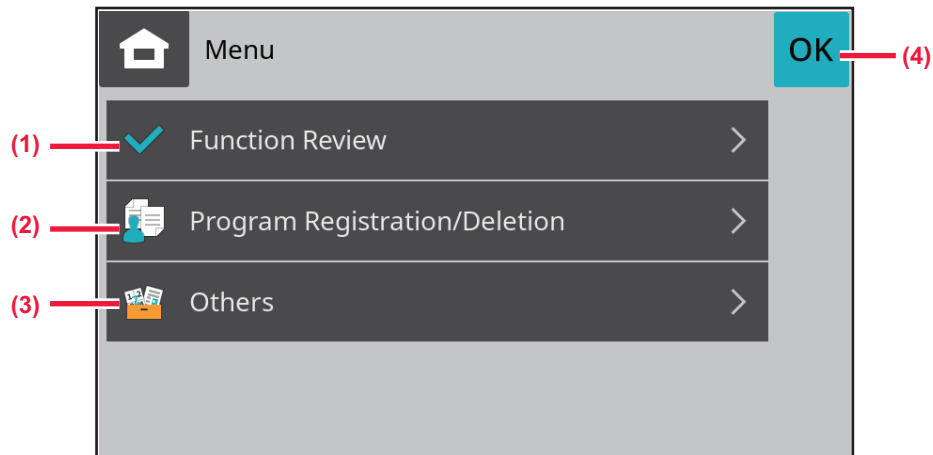 Menu
OK
(4)
(1)
Function Review
(2)
Program Registration/Deletion
(3)
Others